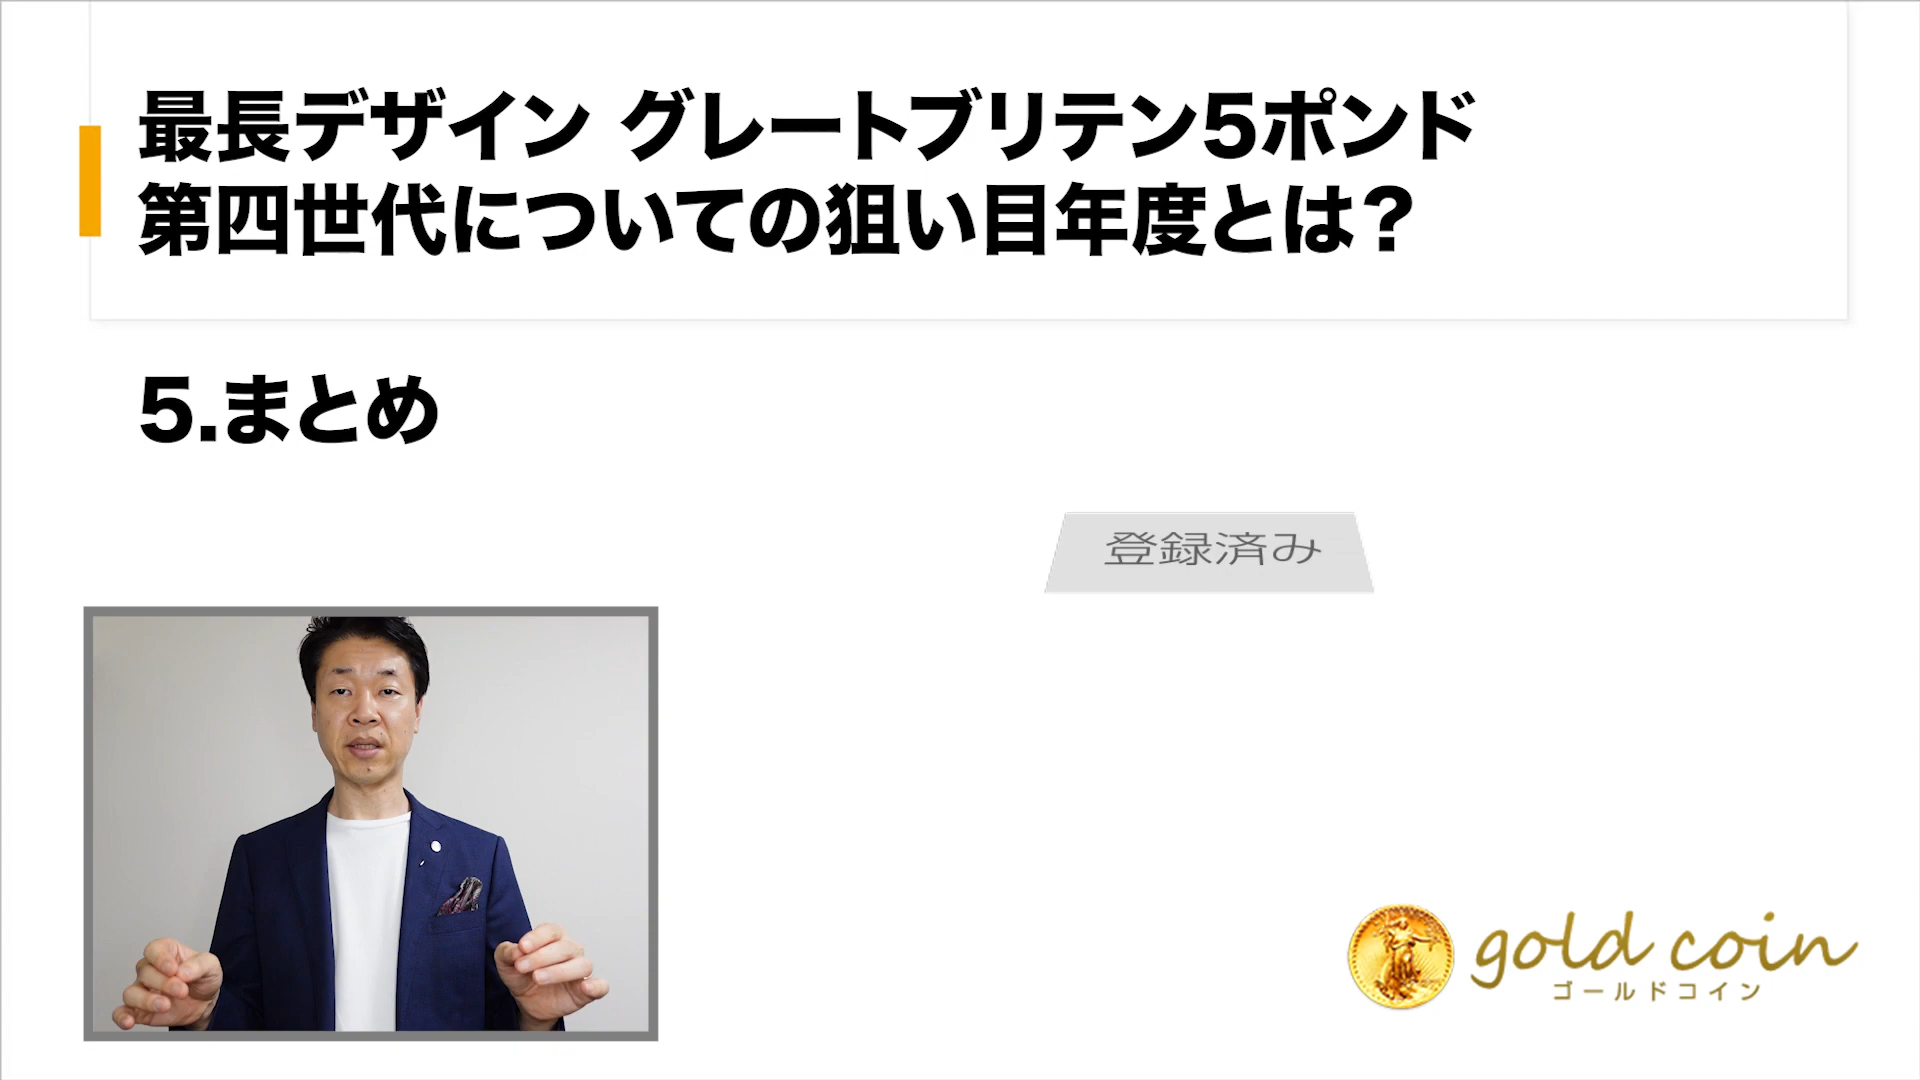 最長デザイン グレートブリテン5ポンド
第四世代についての狙い目年度とは？
5.まとめ
登録済み
gold coin
ゴールドコイン